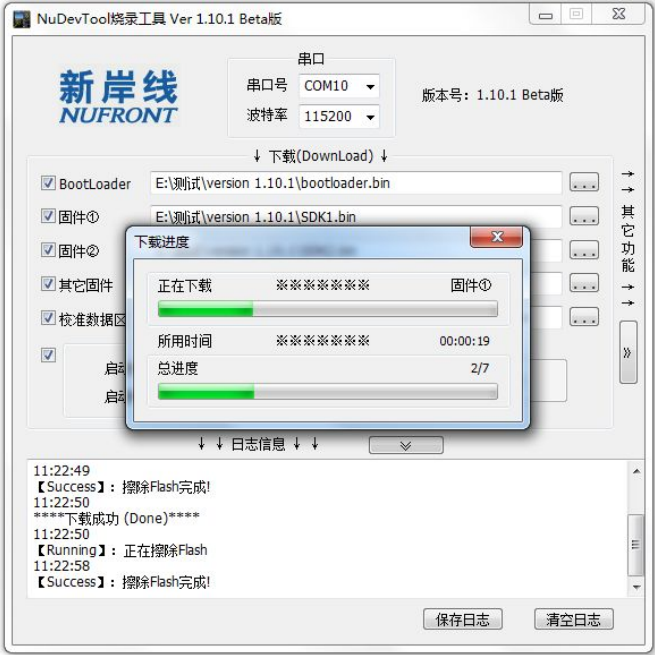 NuDevTool烧录工具 Ver 1.10.1 Beta版
新岸线
NUFRONT
串口
串口号 COM10
波特率 115200
版本号：1.10.1 Beta版
↓ 下载(DownLoad) ↓
BootLoader E:\测试\version 1.10.1\bootloader.bin ...
固件① E:\测试\version 1.10.1\SDK1.bin ...
固件② ...
其它固件 ...
校准数据区 ...
启动
启动
→
→
其它功能
→
→
»
下载进度
正在下载 ※※※※※※※ 固件①
所用时间 ※※※※※※※ 00:00:19
总进度 2/7
↓ ↓ 日志信息 ↓ ↓
11:22:49
【Success】：擦除Flash完成!
11:22:50
****下载成功 (Done)****
11:22:50
【Running】：正在擦除Flash
11:22:58
【Success】：擦除Flash完成!
保存日志 清空日志